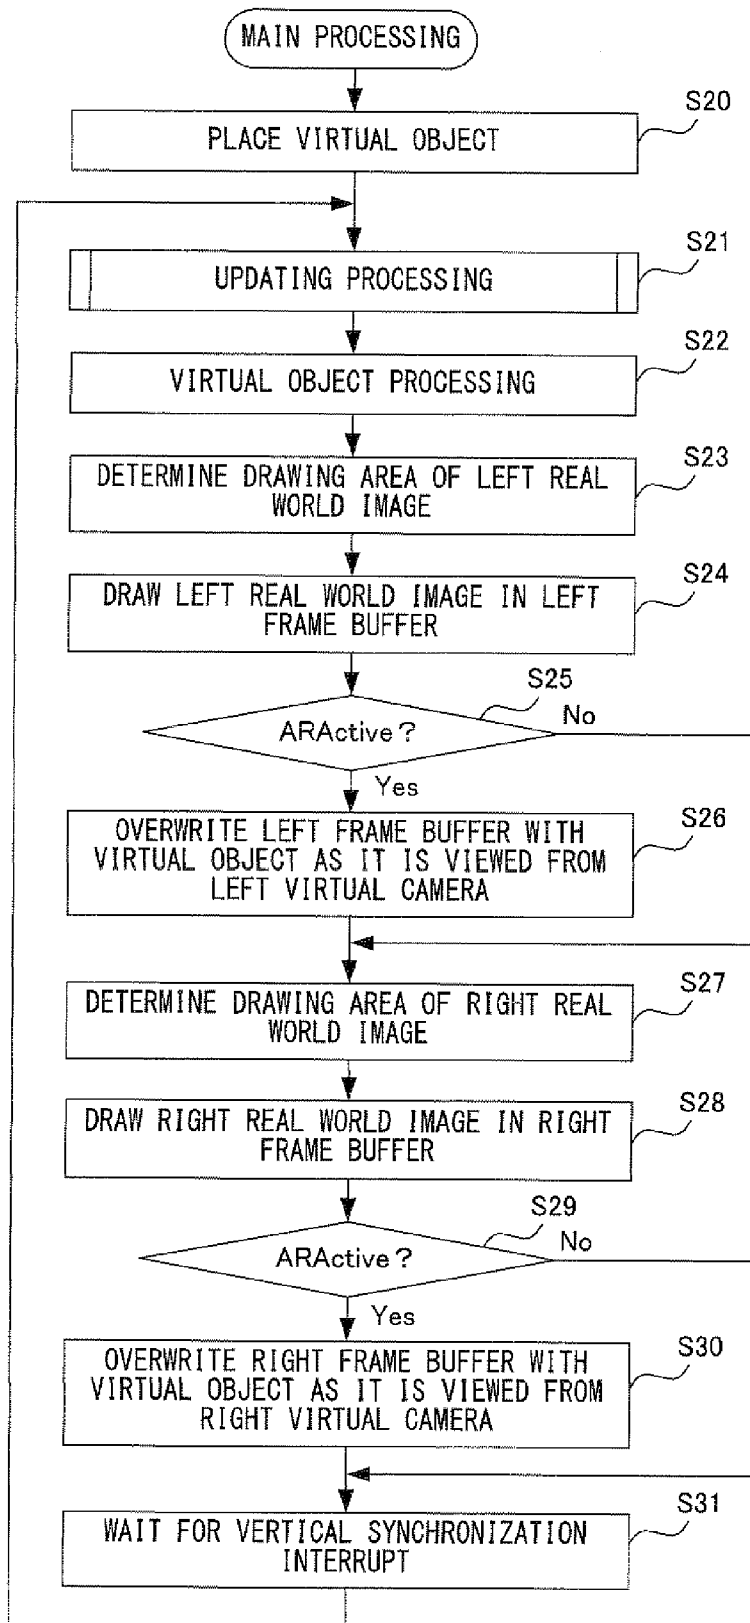 MAIN PROCESSING
S20
PLACE VIRTUAL OBJECT
S21
UPDATING PROCESSING
S22
VIRTUAL OBJECT PROCESSING
S23
DETERMINE DRAWING AREA OF LEFT REAL
WORLD IMAGE
S24
DRAW LEFT REAL WORLD IMAGE IN LEFT
FRAME BUFFER
S25
ARActive?
No
Yes
S26
OVERWRITE LEFT FRAME BUFFER WITH
VIRTUAL OBJECT AS IT IS VIEWED FROM
LEFT VIRTUAL CAMERA
S27
DETERMINE DRAWING AREA OF RIGHT REAL
WORLD IMAGE
S28
DRAW RIGHT REAL WORLD IMAGE IN RIGHT
FRAME BUFFER
S29
ARActive?
No
Yes
S30
OVERWRITE RIGHT FRAME BUFFER WITH
VIRTUAL OBJECT AS IT IS VIEWED FROM
RIGHT VIRTUAL CAMERA
S31
WAIT FOR VERTICAL SYNCHRONIZATION
INTERRUPT